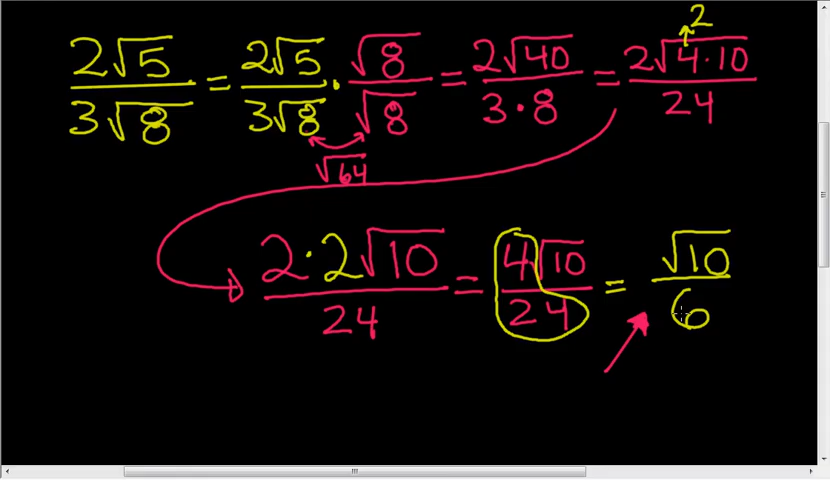 2
2√5/3√8 = 2√5/3√8 · √8/√8 = 2√40/3·8 = 2√4·10/24
√64
2·2√10/24 = 4√10/24 = √10/6